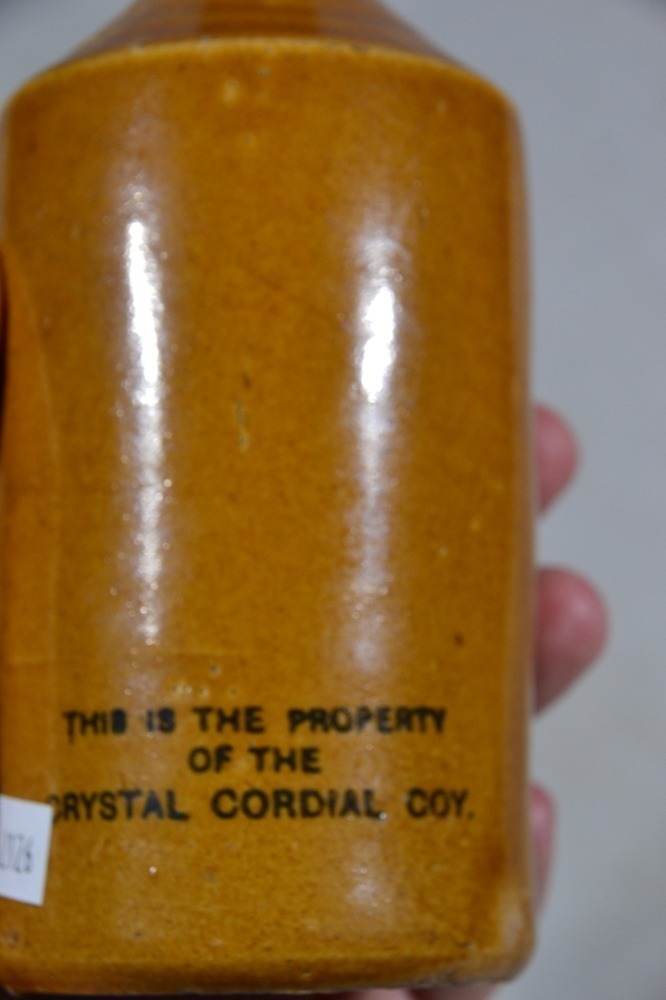 THIS IS THE PROPERTY
OF THE
CRYSTAL CORDIAL COY.